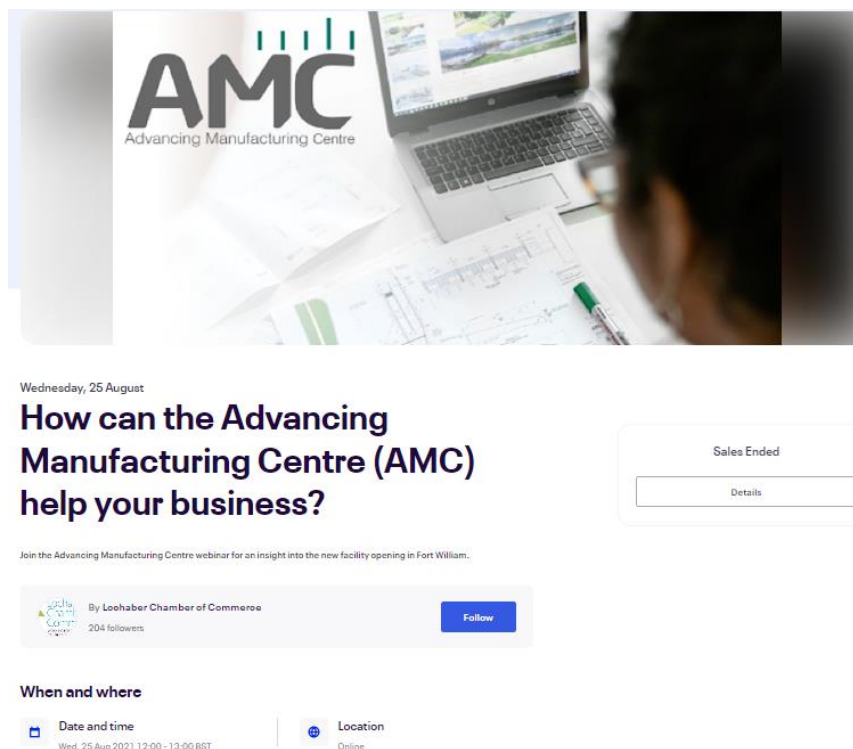 AMC
Advancing Manufacturing Centre
Wednesday, 25 August
How can the Advancing
Manufacturing Centre (AMC)
help your business?
Sales Ended
Details
Join the Advancing Manufacturing Centre webinar for an insight into the new facility opening in Fort William.
By Lochaber Chamber of Commerce
204 followers
Follow
When and where
Date and time
Location
Wed, 25 Aug 2021 12:00 - 13:00 BST
Online